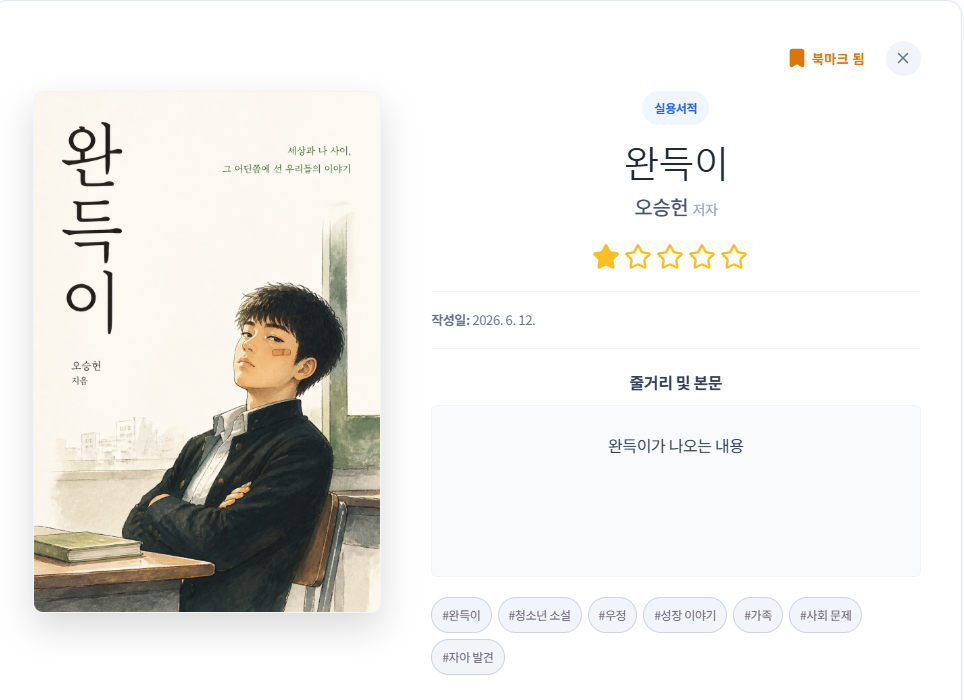 북마크 됨
완득이
세상과 나 사이,
그 어딘쯤에 선 우리들의 이야기
오승헌
지음
실용서적
완득이
오승헌 저자
작성일: 2026. 6. 12.
줄거리 및 본문
완득이가 나오는 내용
#완득이 #청소년 소설 #우정 #성장 이야기 #가족 #사회 문제
#자아 발견